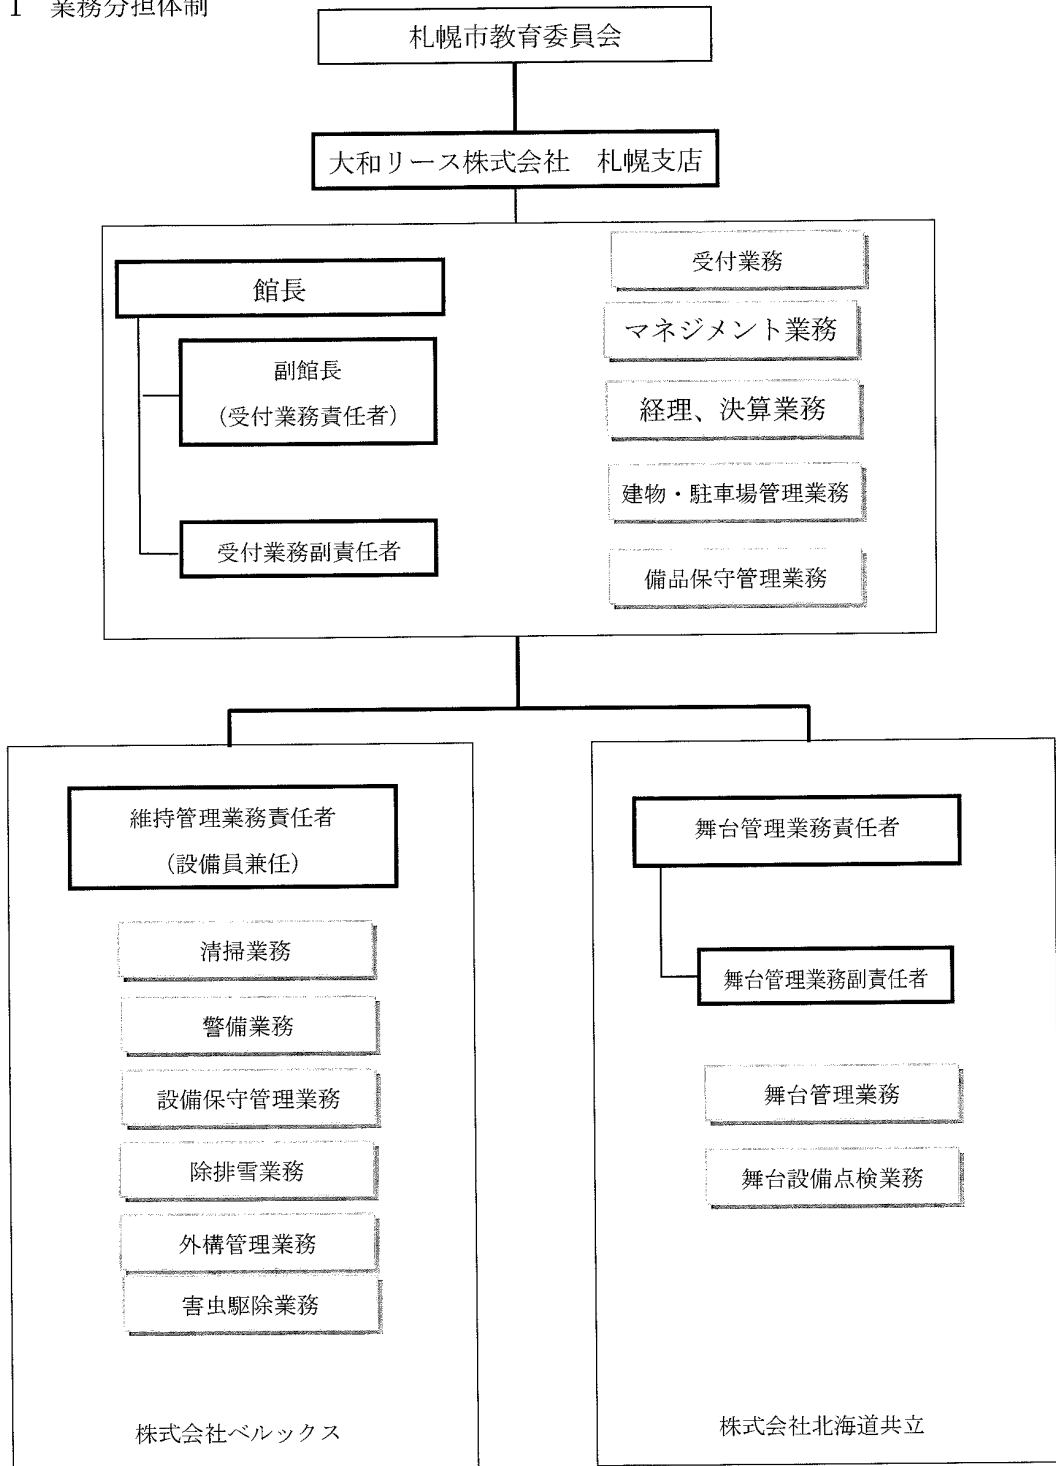 1 業務分担体制
札幌市教育委員会
大和リース株式会社 札幌支店
館長
副館長
(受付業務責任者)
受付業務副責任者
受付業務
マネジメント業務
経理、決算業務
建物・駐車場管理業務
備品保守管理業務
維持管理業務責任者
(設備員兼任)
清掃業務
警備業務
設備保守管理業務
除排雪業務
外構管理業務
害虫駆除業務
株式会社ベルックス
舞台管理業務責任者
舞台管理業務副責任者
舞台管理業務
舞台設備点検業務
株式会社北海道共立